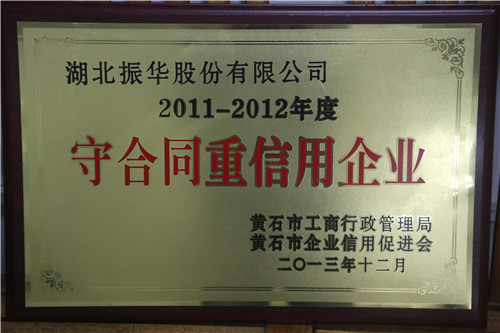 湖北振华股份有限公司
2011-2012年度
守合同重信用企业
黄石市工商行政管理局
黄石市企业信用促进会
二〇一三年十二月